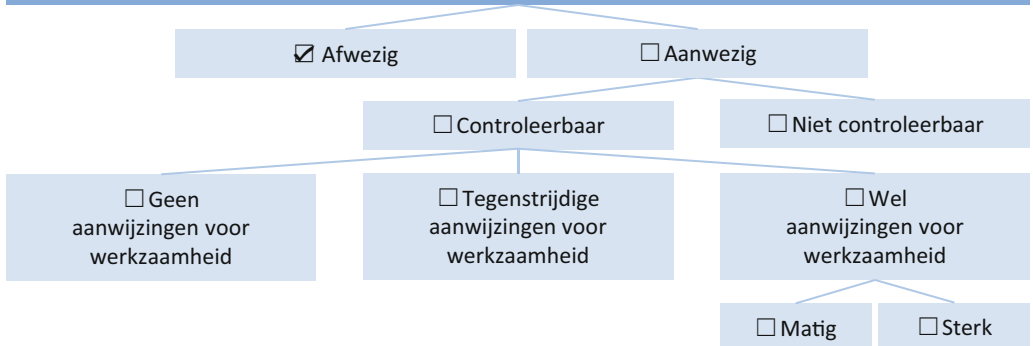 ☑ Afwezig
☐ Aanwezig
☐ Controleerbaar
☐ Niet controleerbaar
☐ Geen
aanwijzingen voor
werkzaamheid
☐ Tegenstrijdige
aanwijzingen voor
werkzaamheid
☐ Wel
aanwijzingen voor
werkzaamheid
☐ Matig
☐ Sterk